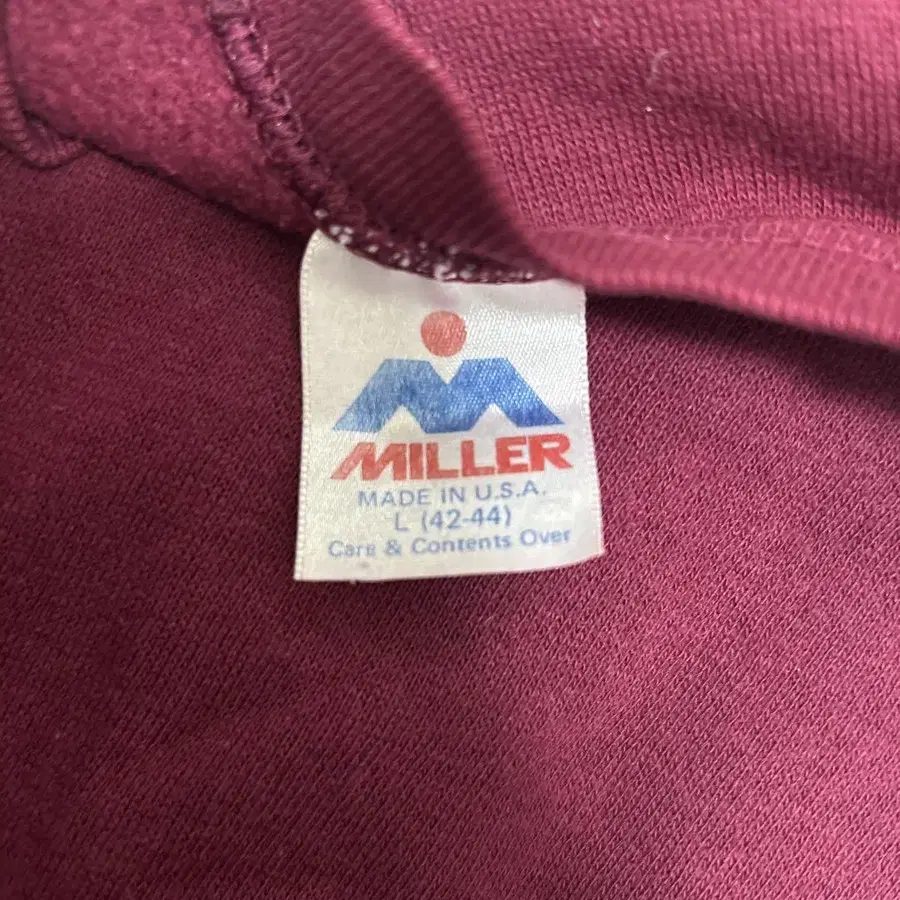 MILLER
MADE IN U.S.A.
L (42-44)
Care & Contents Over